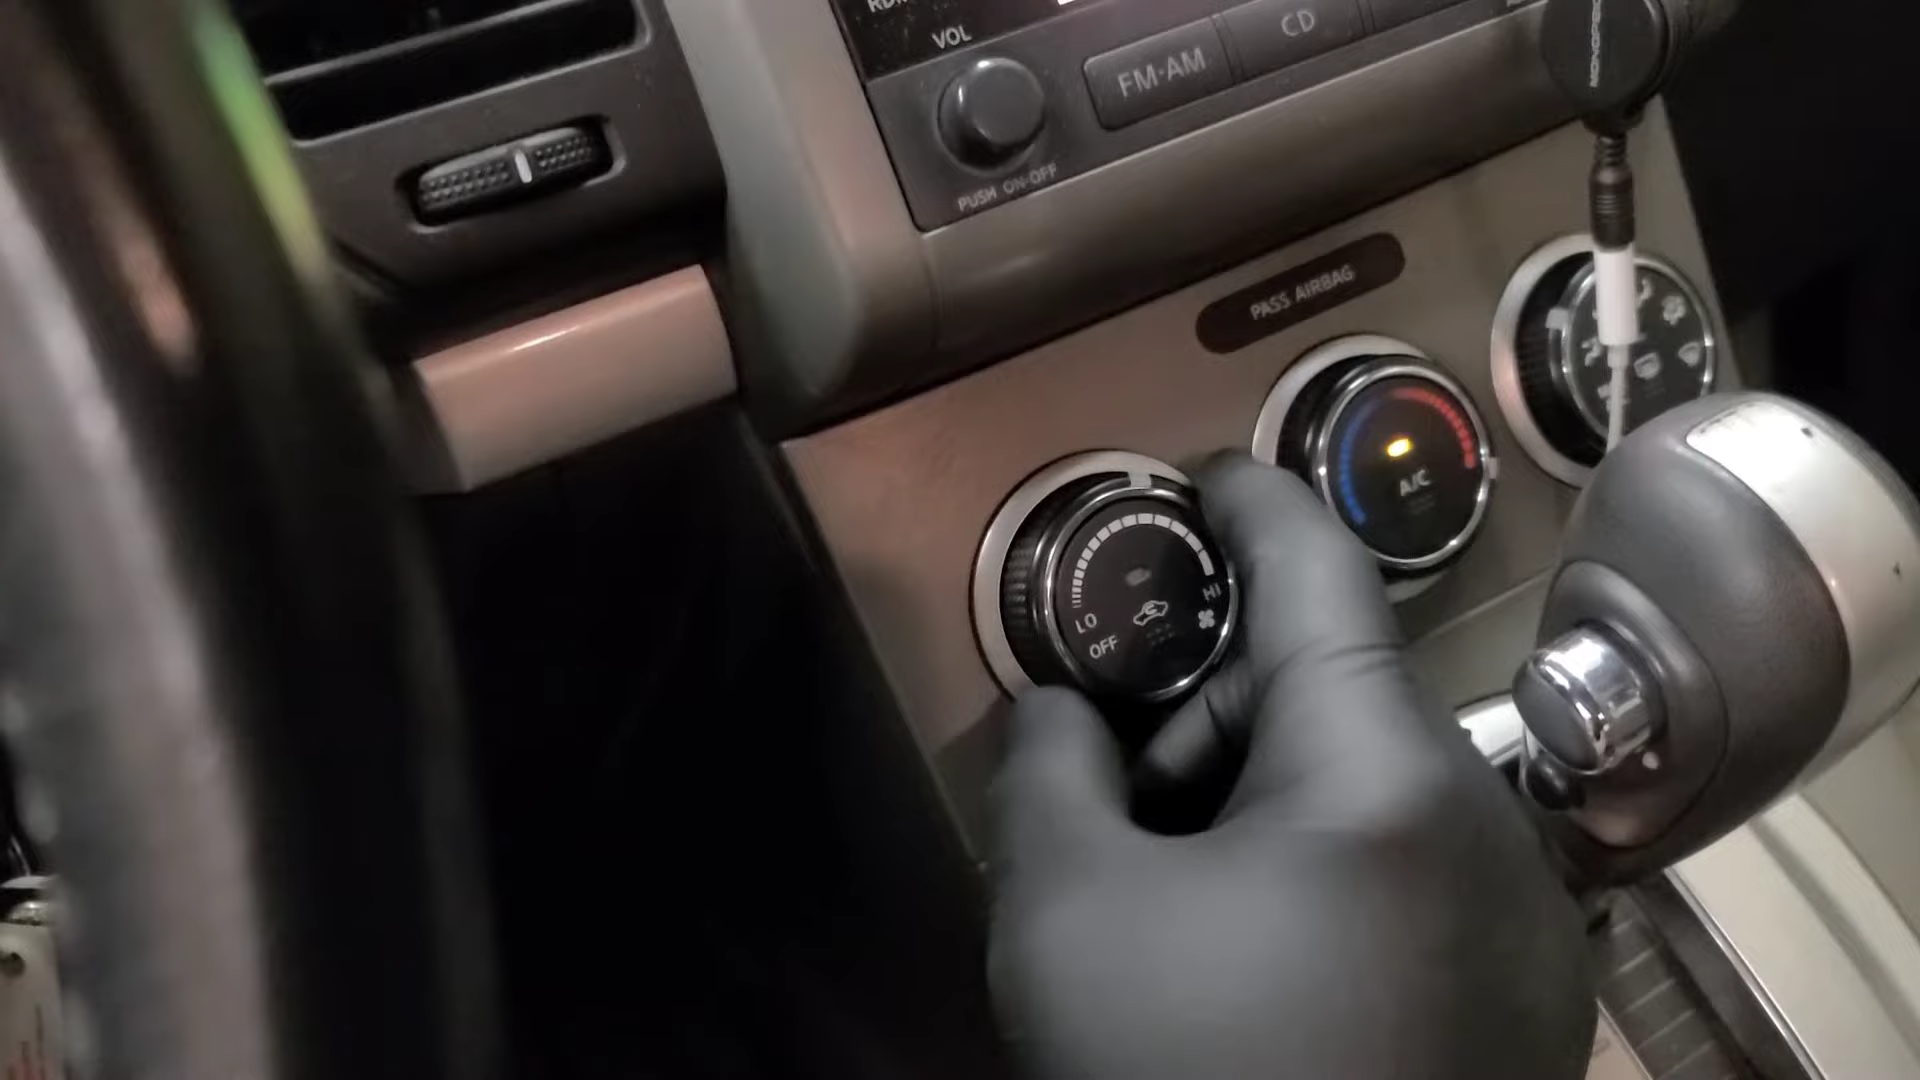 VOL
FM·AM
CD
PUSH ON·OFF
PASS AIRBAG
A/C
LO
HI
OFF